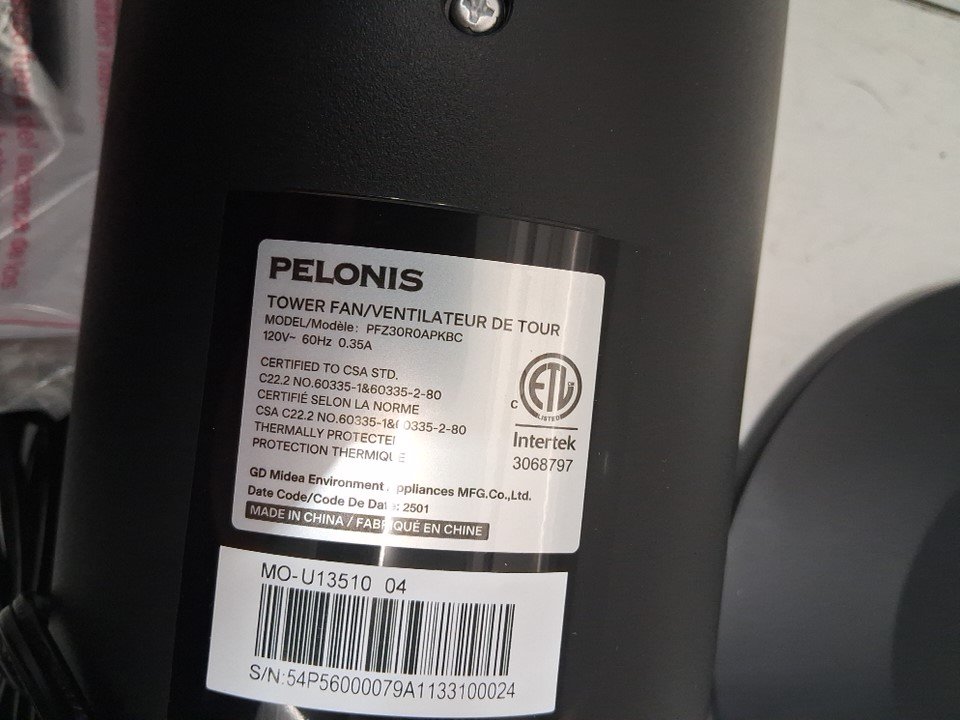 PELONIS
TOWER FAN/VENTILATEUR DE TOUR
MODEL/Modèle: PFZ30R0APKBC
120V~ 60Hz 0.35A
CERTIFIED TO CSA STD.
C22.2 NO.60335-1&60335-2-80
CERTIFIÉ SELON LA NORME
CSA C22.2 NO.60335-1&60335-2-80
THERMALLY PROTECTED
PROTECTION THERMIQUE
C
ETL
LISTED
Intertek
3068797
GD Midea Environment Appliances MFG.Co.,Ltd.
Date Code/Code De Date: 2501
MADE IN CHINA / FABRIQUÉ EN CHINE
MO-U13510 04
S/N:54P56000079A1133100024